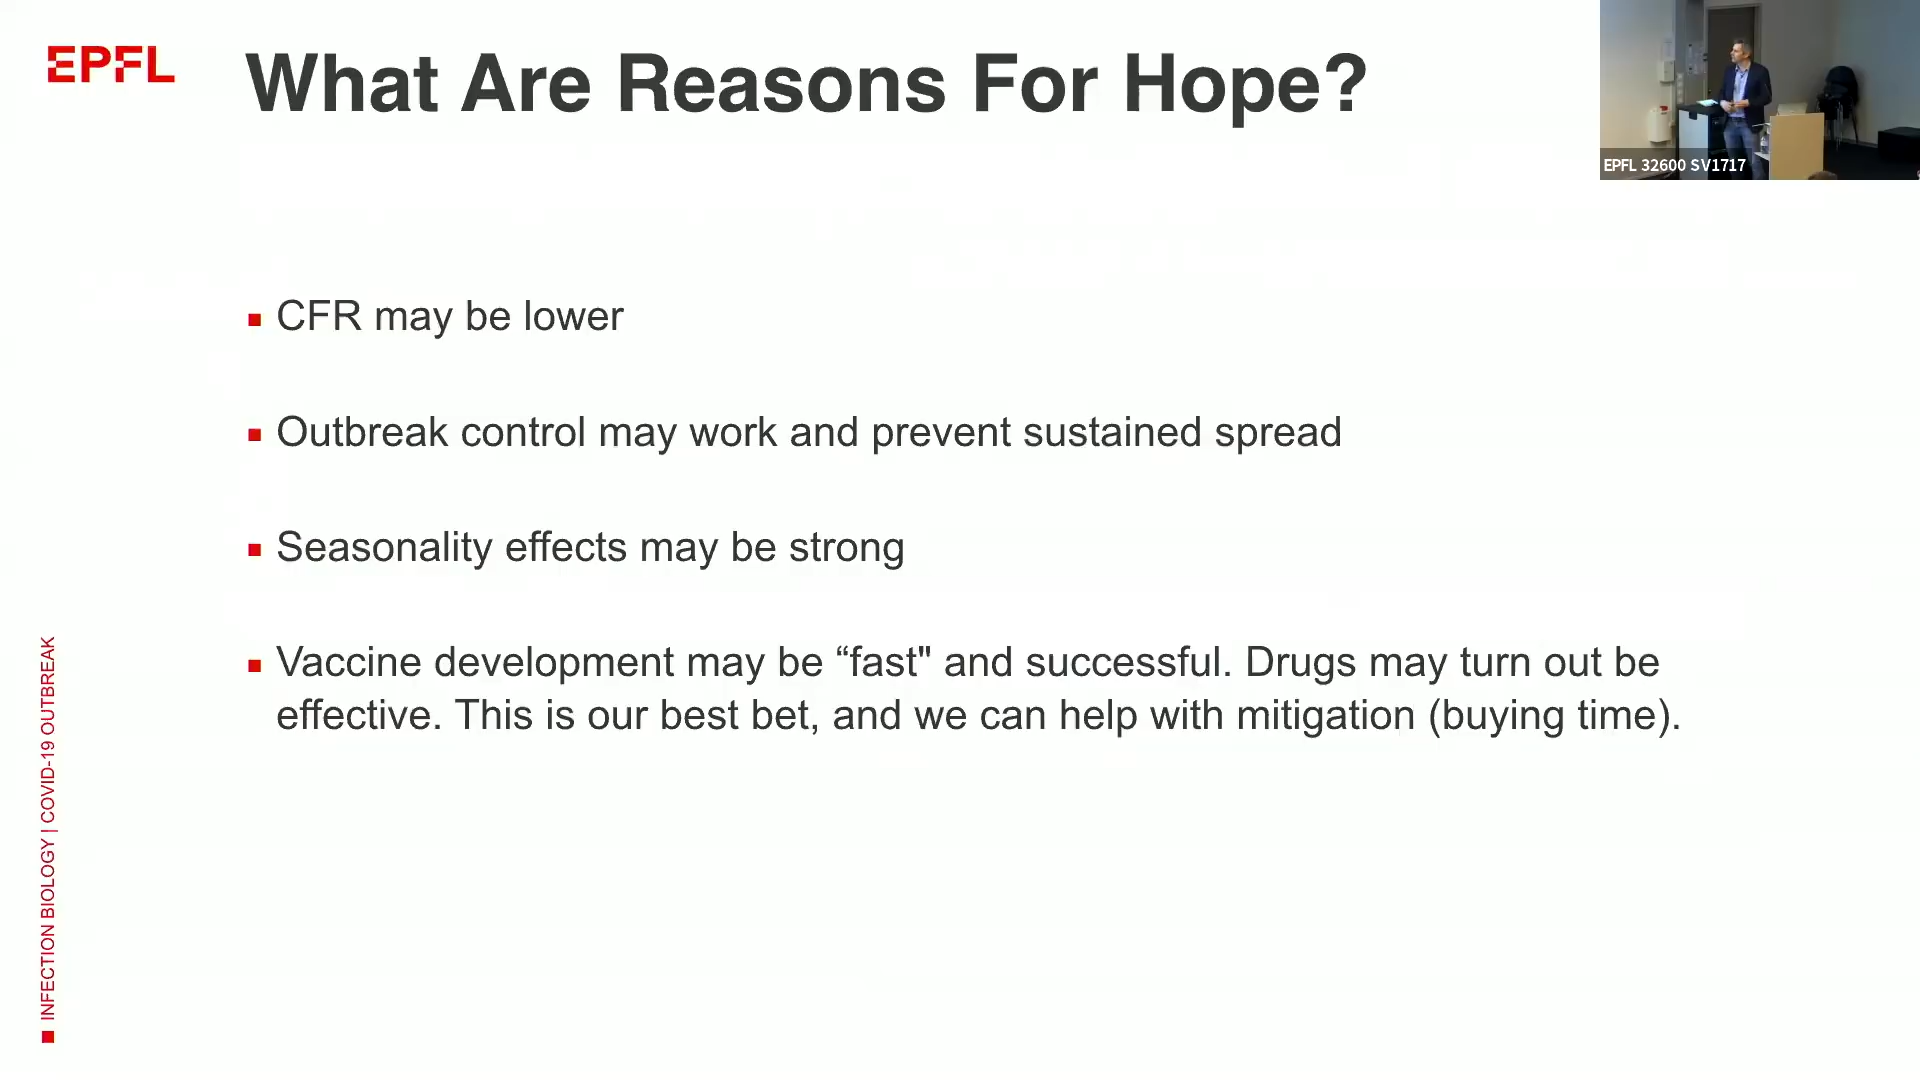 EPFL
What Are Reasons For Hope?
EPFL 32600 SV1717
▪ CFR may be lower
▪ Outbreak control may work and prevent sustained spread
▪ Seasonality effects may be strong
▪ Vaccine development may be “fast" and successful. Drugs may turn out be
effective. This is our best bet, and we can help with mitigation (buying time).
■ INFECTION BIOLOGY | COVID-19 OUTBREAK